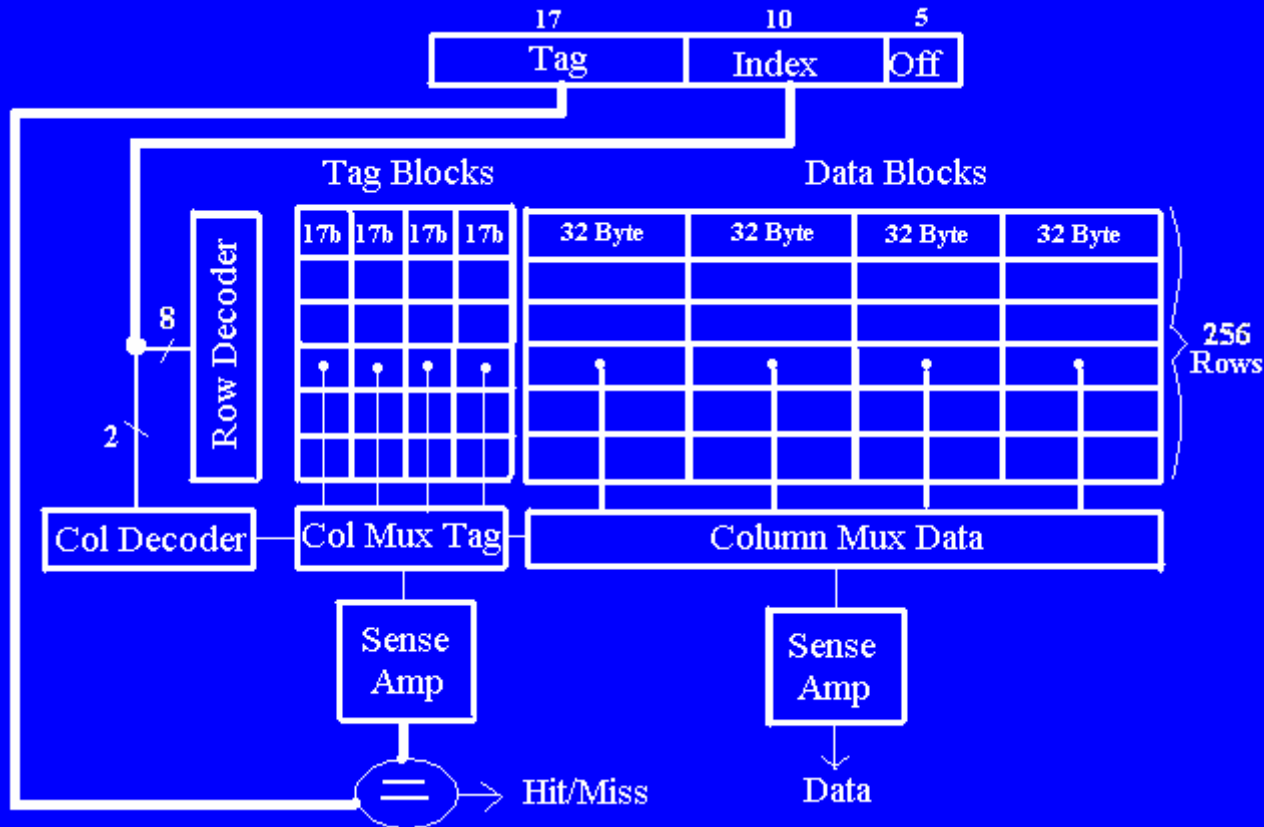 17 10 5
Tag Index Off
Tag Blocks Data Blocks
17b 17b 17b 17b 32 Byte 32 Byte 32 Byte 32 Byte
Row Decoder
8
256
Rows
2
Col Decoder Col Mux Tag Column Mux Data
Sense
Amp
Sense
Amp
=
Hit/Miss
Data